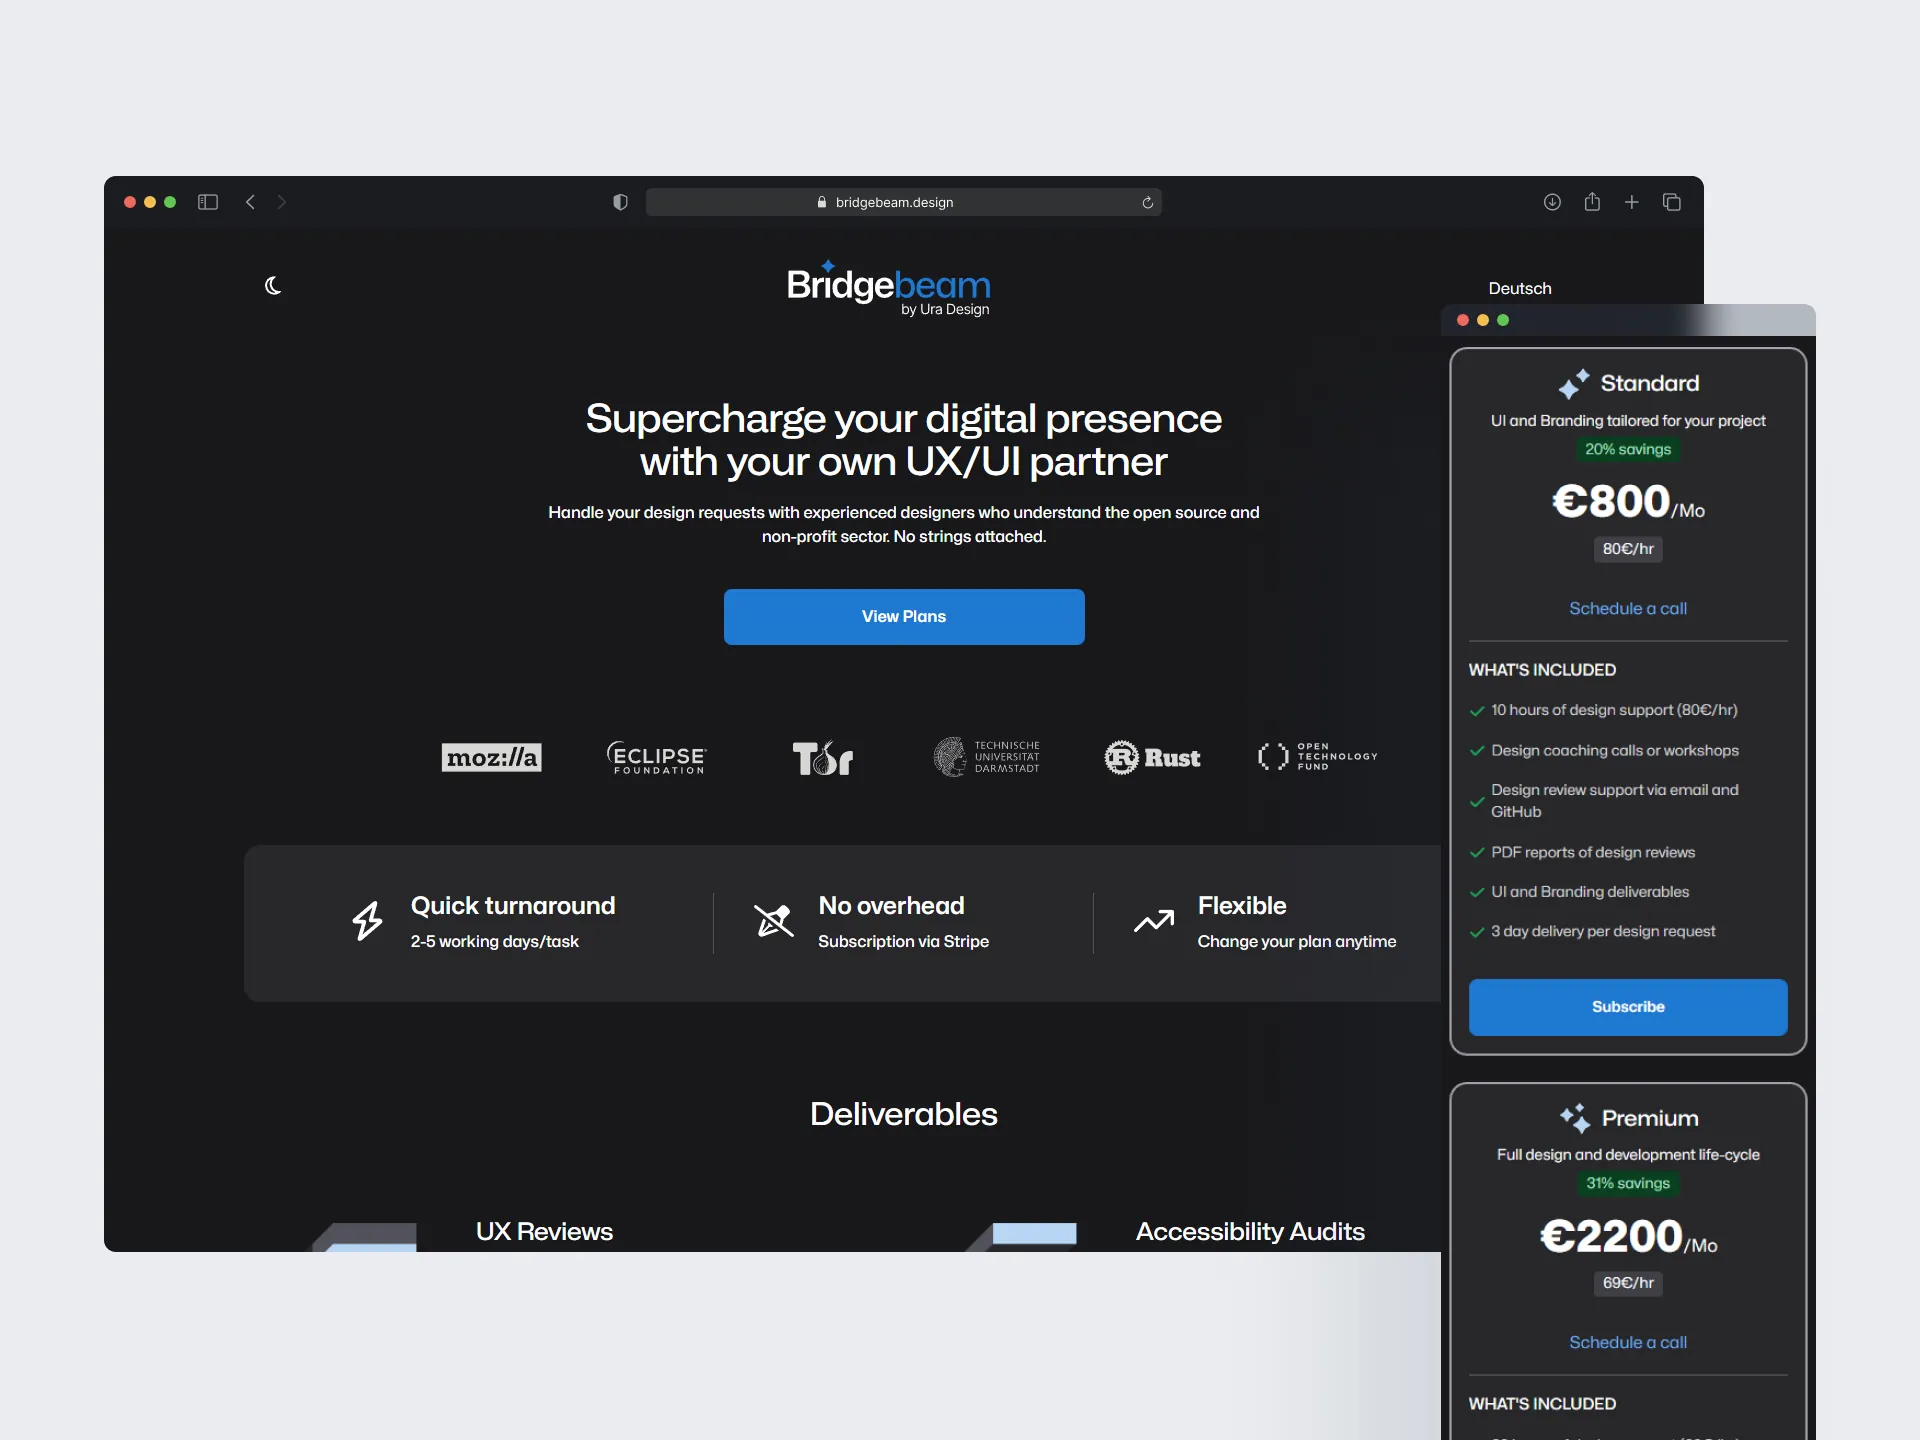 bridgebeam.design
Bridgebeam
by Ura Design
Deutsch
Supercharge your digital presence
with your own UX/UI partner
Handle your design requests with experienced designers who understand the open source and
non-profit sector. No strings attached.
View Plans
moz://a
ECLIPSE
FOUNDATION
Tor
TECHNISCHE
UNIVERSITÄT
DARMSTADT
Rust
OPEN
TECHNOLOGY
FUND
Quick turnaround
2-5 working days/task
No overhead
Subscription via Stripe
Flexible
Change your plan anytime
Deliverables
UX Reviews
Accessibility Audits
Standard
UI and Branding tailored for your project
20% savings
€800/Mo
80€/hr
Schedule a call
WHAT'S INCLUDED
10 hours of design support (80€/hr)
Design coaching calls or workshops
Design review support via email and
GitHub
PDF reports of design reviews
UI and Branding deliverables
3 day delivery per design request
Subscribe
Premium
Full design and development life-cycle
31% savings
€2200/Mo
69€/hr
Schedule a call
WHAT'S INCLUDED